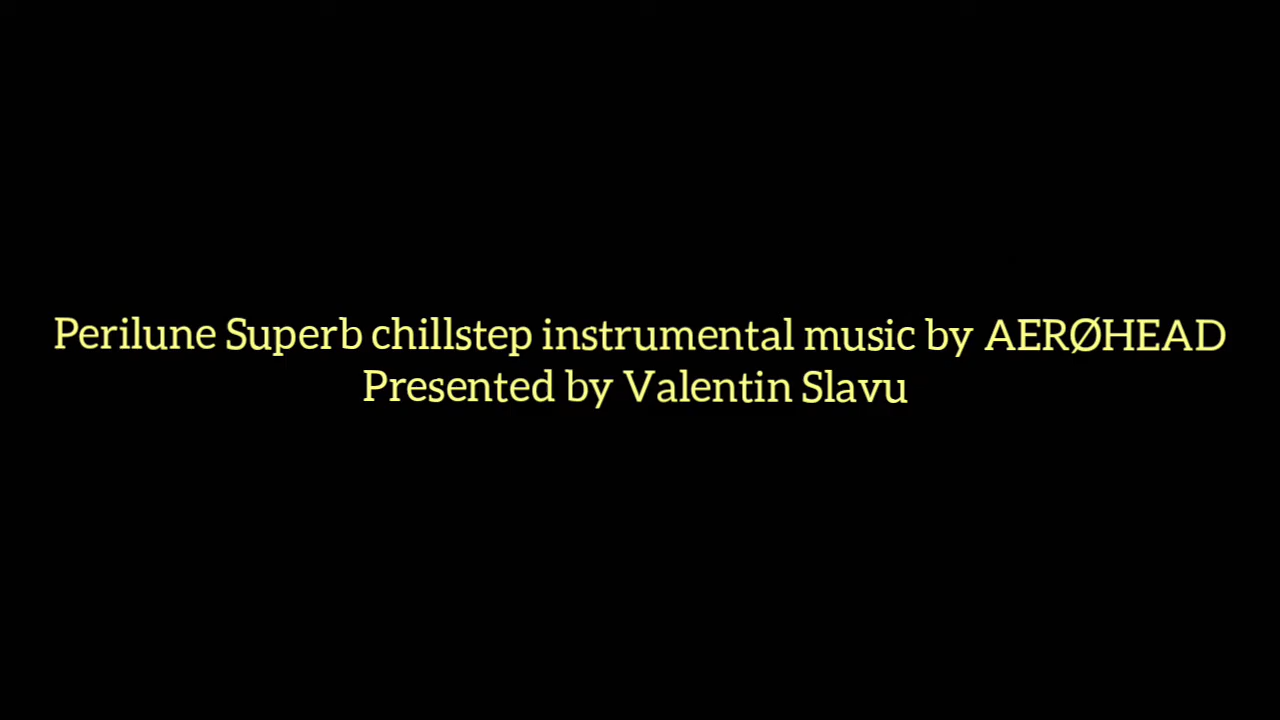 Perilune Superb chillstep instrumental music by AERØHEAD
Presented by Valentin Slavu